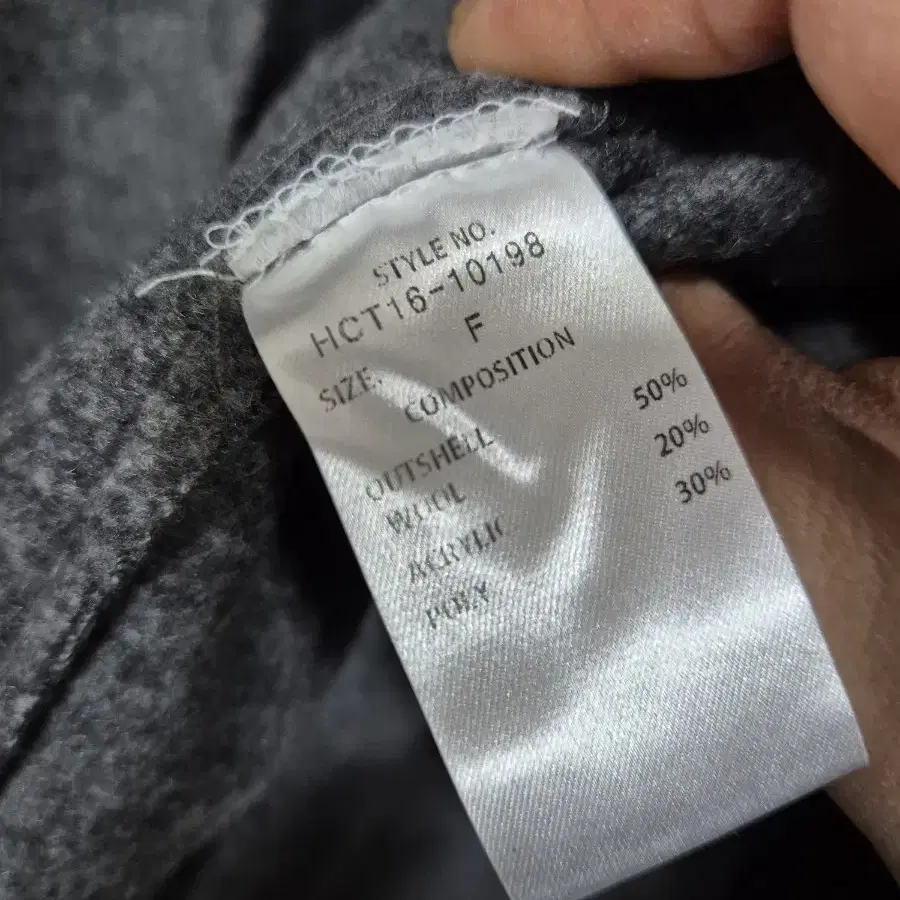 STYLE NO.
HCT16-10198
SIZE. F
COMPOSITION
OUTSHELL
WOOL 50%
ACRYLIC 20%
POLY 30%